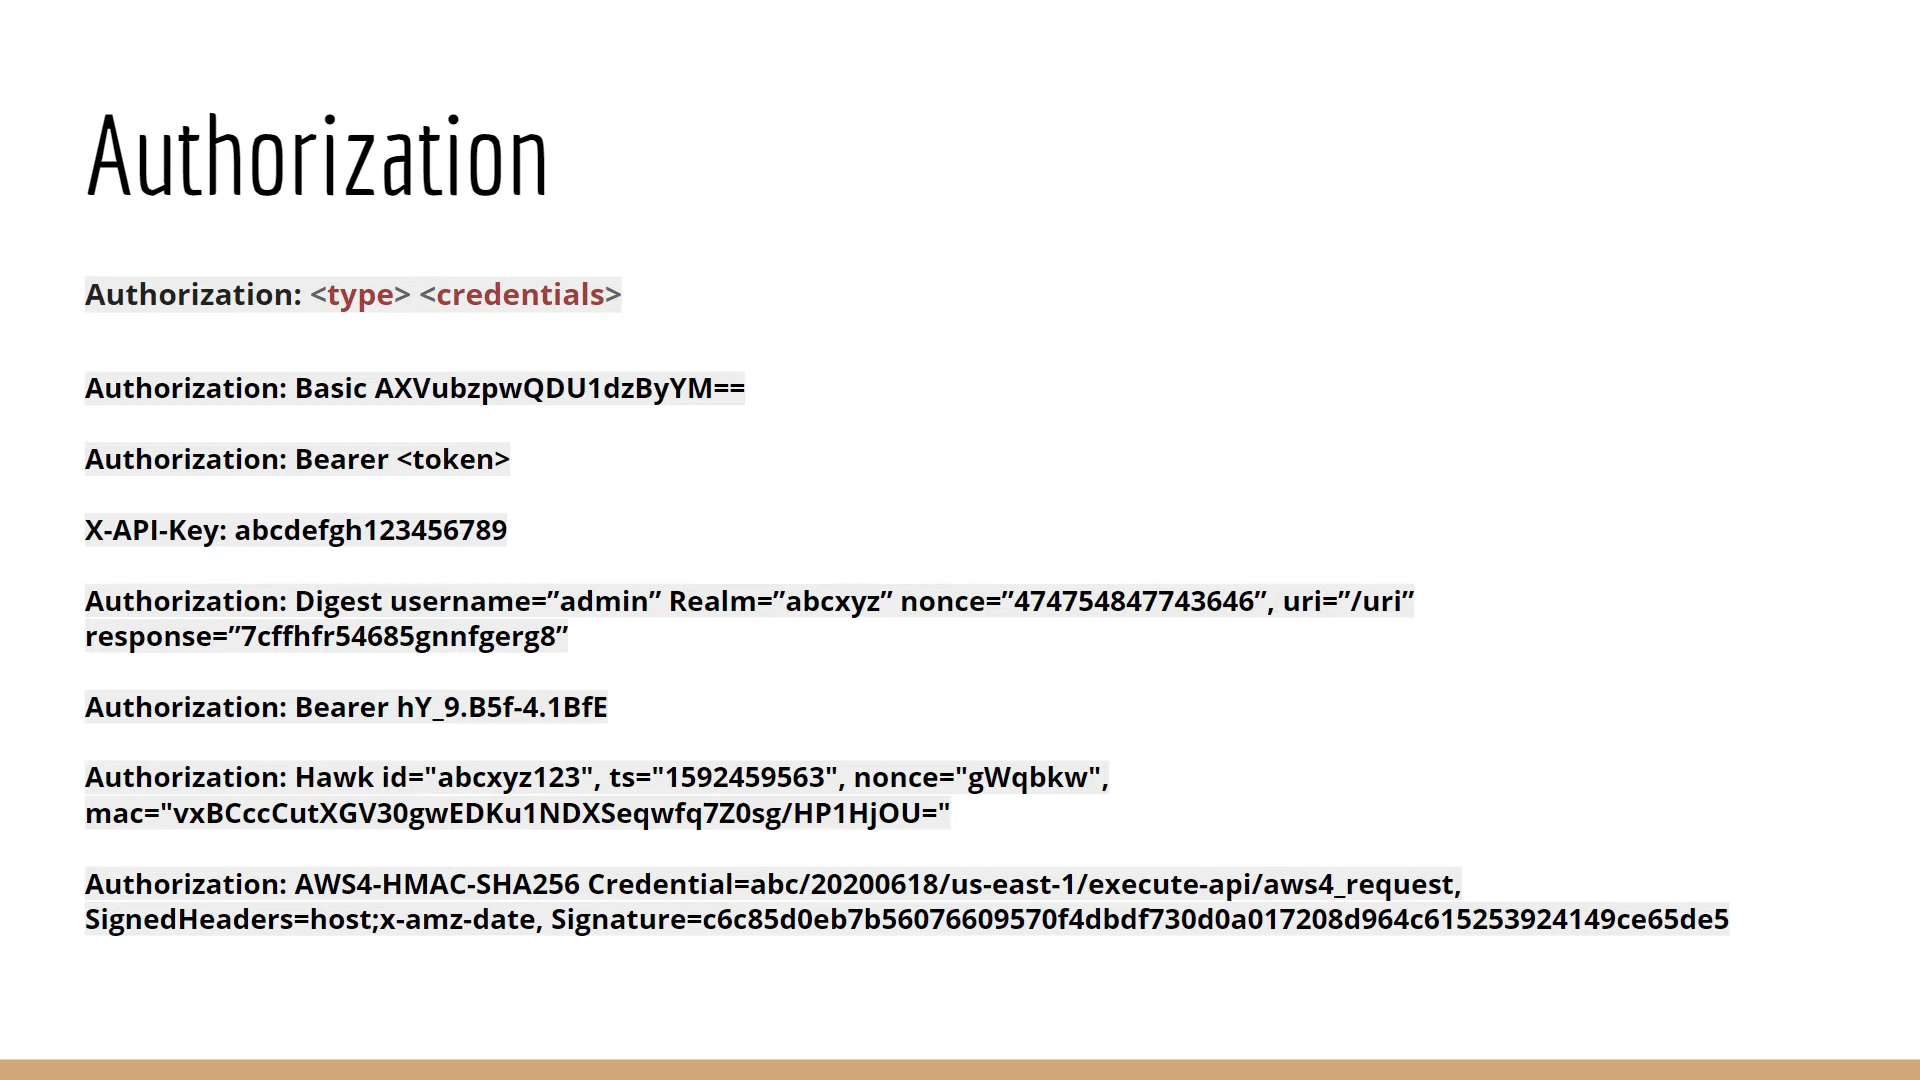 Authorization
Authorization: <type> <credentials>
Authorization: Basic AXVubzpwQDU1dzByYM==
Authorization: Bearer <token>
X-API-Key: abcdefgh123456789
Authorization: Digest username=”admin” Realm=”abcxyz” nonce=”474754847743646”, uri=”/uri”
response=”7cffhfr54685gnnfgerg8”
Authorization: Bearer hY_9.B5f-4.1BfE
Authorization: Hawk id="abcxyz123", ts="1592459563", nonce="gWqbkw",
mac="vxBCccCutXGV30gwEDKu1NDXSeqwfq7Z0sg/HP1HjOU="
Authorization: AWS4-HMAC-SHA256 Credential=abc/20200618/us-east-1/execute-api/aws4_request,
SignedHeaders=host;x-amz-date, Signature=c6c85d0eb7b56076609570f4dbdf730d0a017208d964c615253924149ce65de5